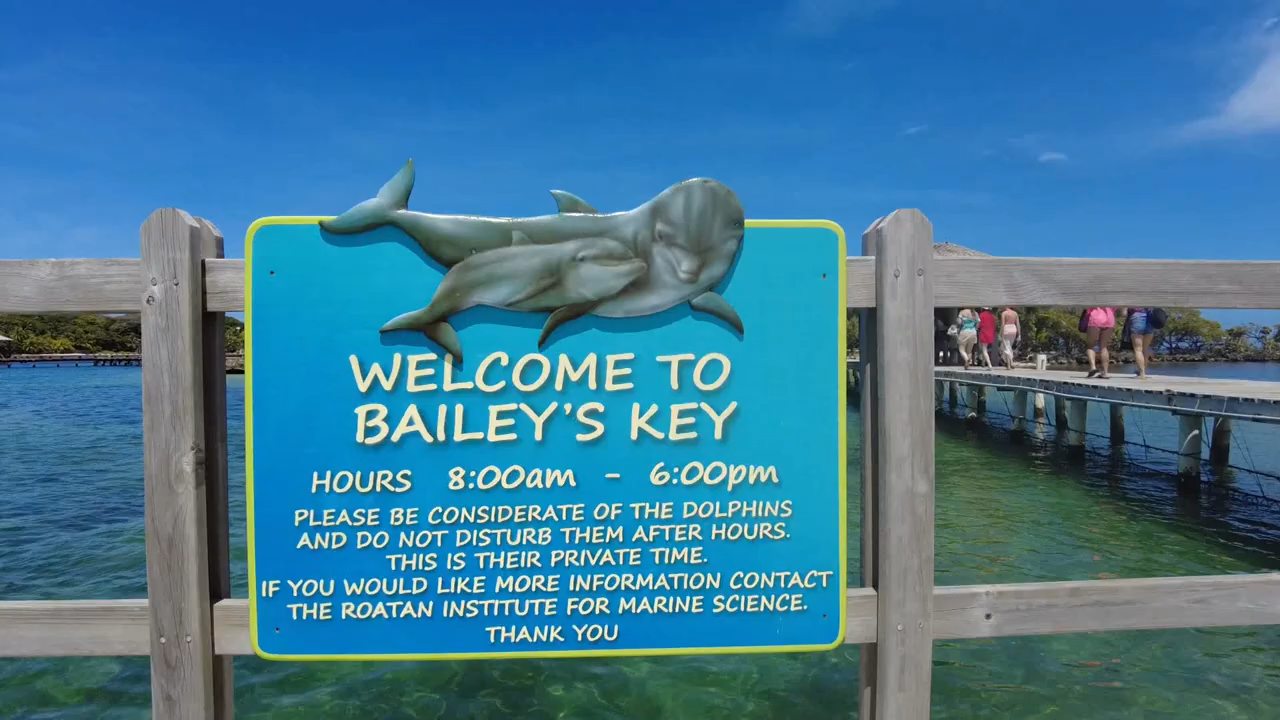 WELCOME TO
BAILEY'S KEY
HOURS 8:00am - 6:00pm
PLEASE BE CONSIDERATE OF THE DOLPHINS
AND DO NOT DISTURB THEM AFTER HOURS.
THIS IS THEIR PRIVATE TIME.
IF YOU WOULD LIKE MORE INFORMATION CONTACT
THE ROATAN INSTITUTE FOR MARINE SCIENCE.
THANK YOU